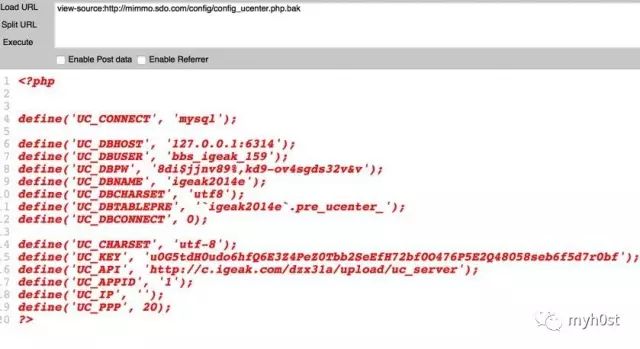 Load URL
view-source:http://mimmo.sdo.com/config/config_ucenter.php.bak
Split URL
Execute
Enable Post data
Enable Referrer
1 <?php
2
3
4 define('UC_CONNECT', 'mysql');
5
6 define('UC_DBHOST', '127.0.0.1:6314');
7 define('UC_DBUSER', 'bbs_igeak_159');
8 define('UC_DBPW', '8di$jjnv89%,kd9-ov4sgds32v&v');
9 define('UC_DBNAME', 'igeak2014e');
10 define('UC_DBCHARSET', 'utf8');
11 define('UC_DBTABLEPRE', '`igeak2014e`.pre_ucenter_');
12 define('UC_DBCONNECT', 0);
13
14 define('UC_CHARSET', 'utf-8');
15 define('UC_KEY', 'u0G5tdH0udo6hfQ6E3Z4PeZ0Tbb2SeEfH72bf0O476P5E2Q48058seb6f5d7r0bf');
16 define('UC_API', 'http://c.igeak.com/dzx31a/upload/uc_server');
17 define('UC_APPID', '1');
18 define('UC_IP', '');
19 define('UC_PPP', 20);
20 ?>
myh0st